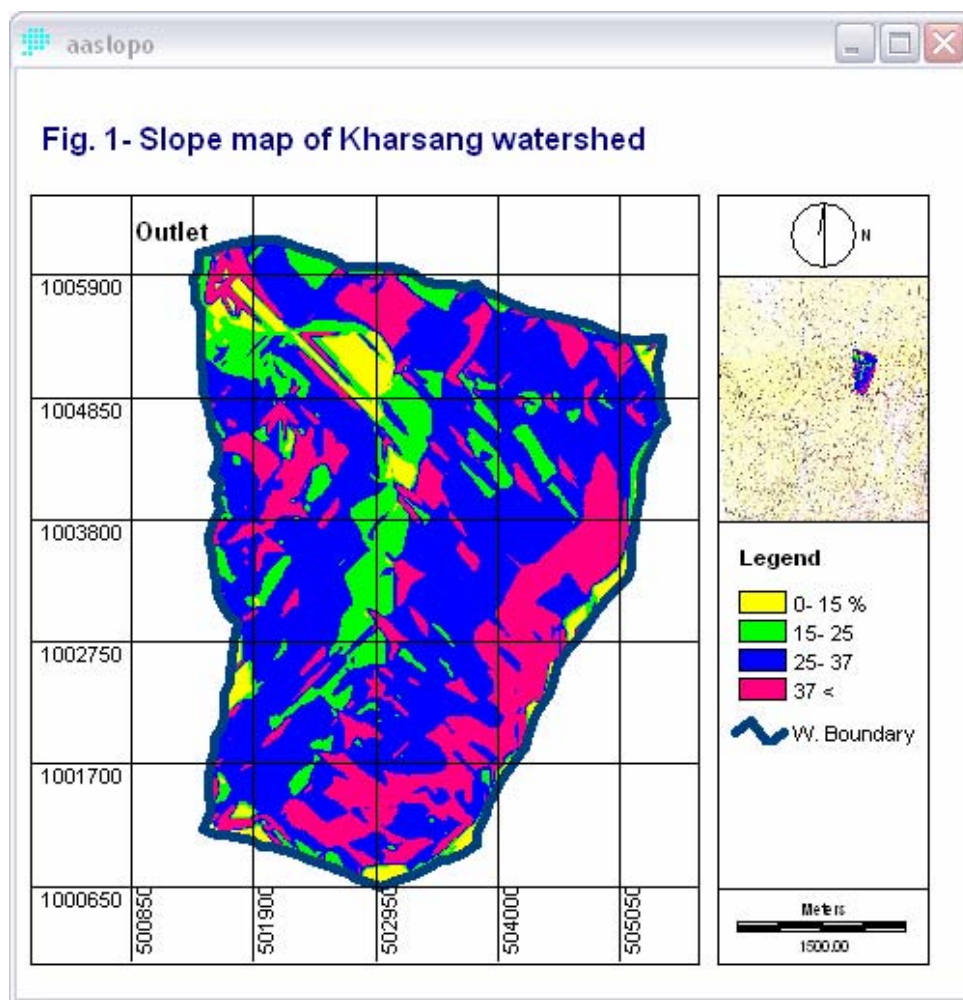 aaslopo
Fig. 1- Slope map of Kharsang watershed
Outlet
1005900
1004850
1003800
1002750
1001700
1000650
500850
501900
502950
504000
505050
N
Legend
0- 15 %
15- 25
25- 37
37 <
W. Boundary
Meters
1500.00